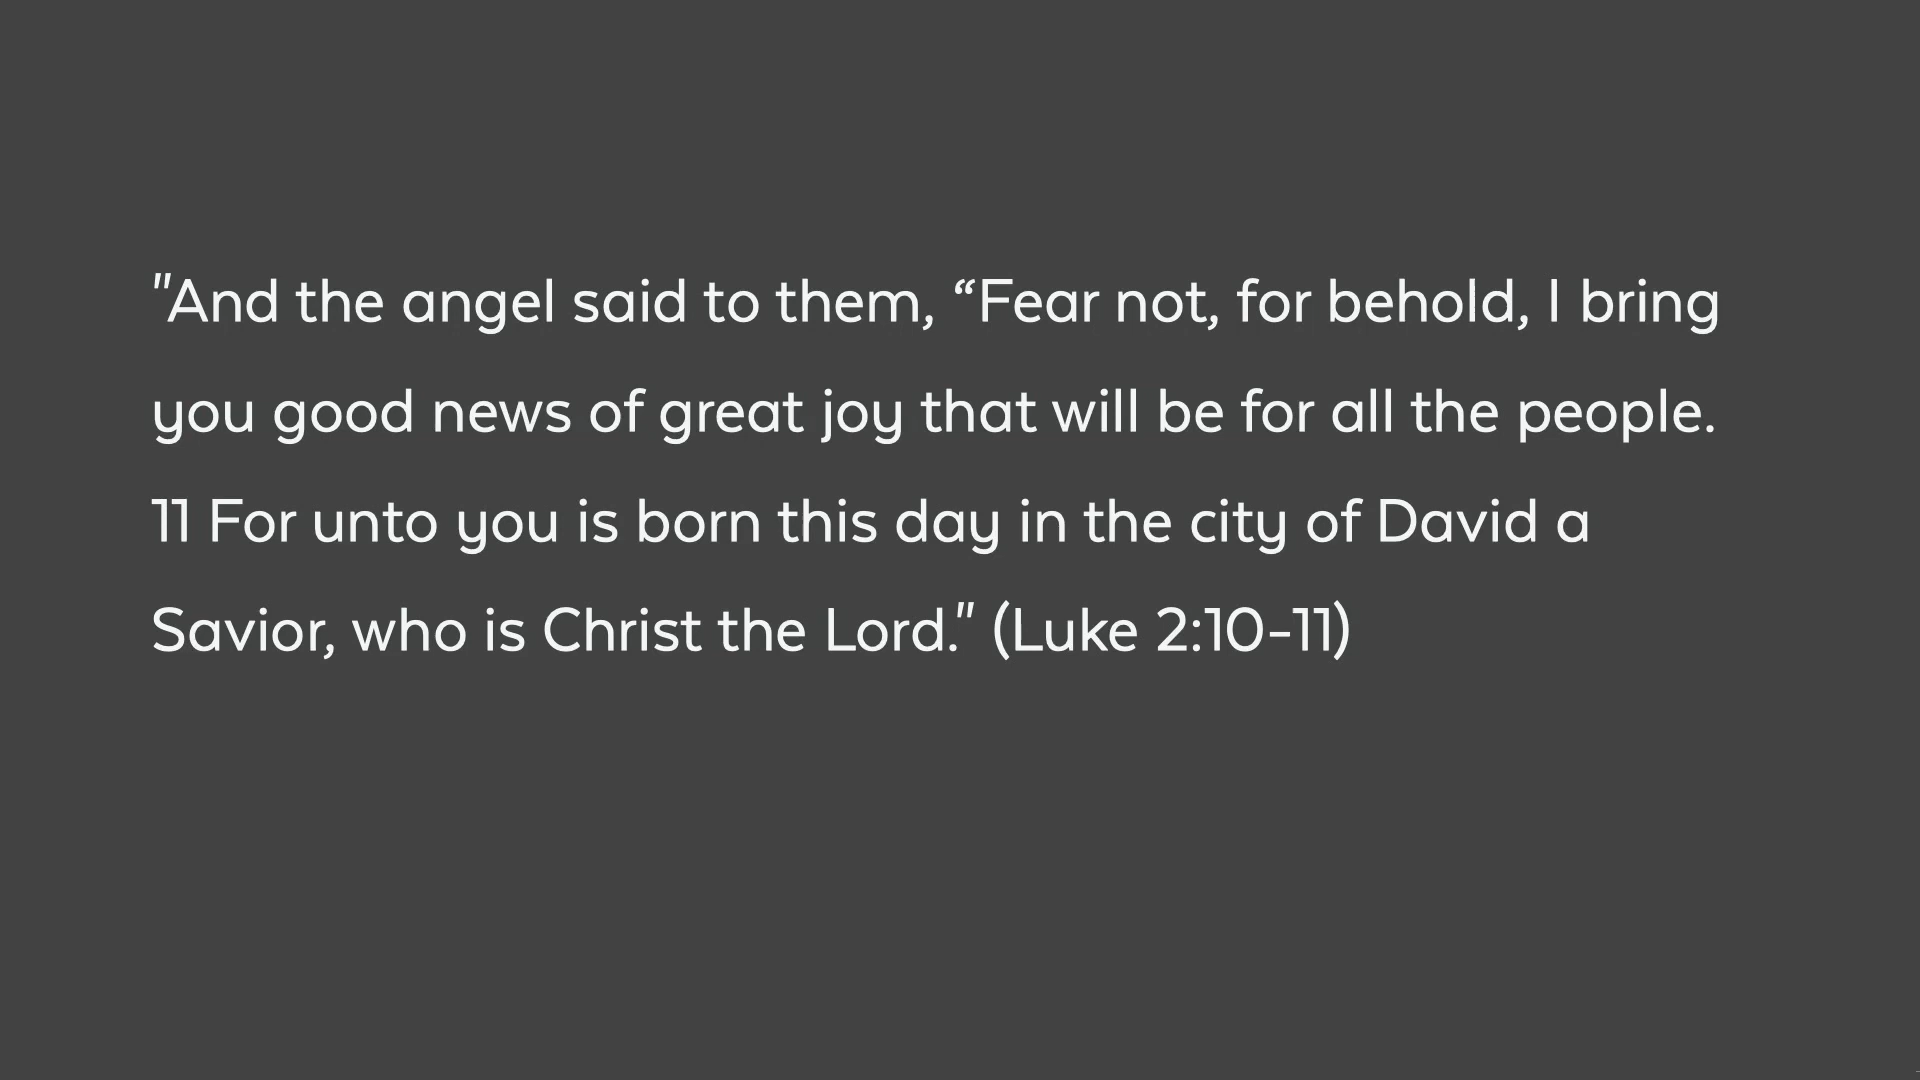 "And the angel said to them, “Fear not, for behold, I bring
you good news of great joy that will be for all the people.
11 For unto you is born this day in the city of David a
Savior, who is Christ the Lord." (Luke 2:10-11)